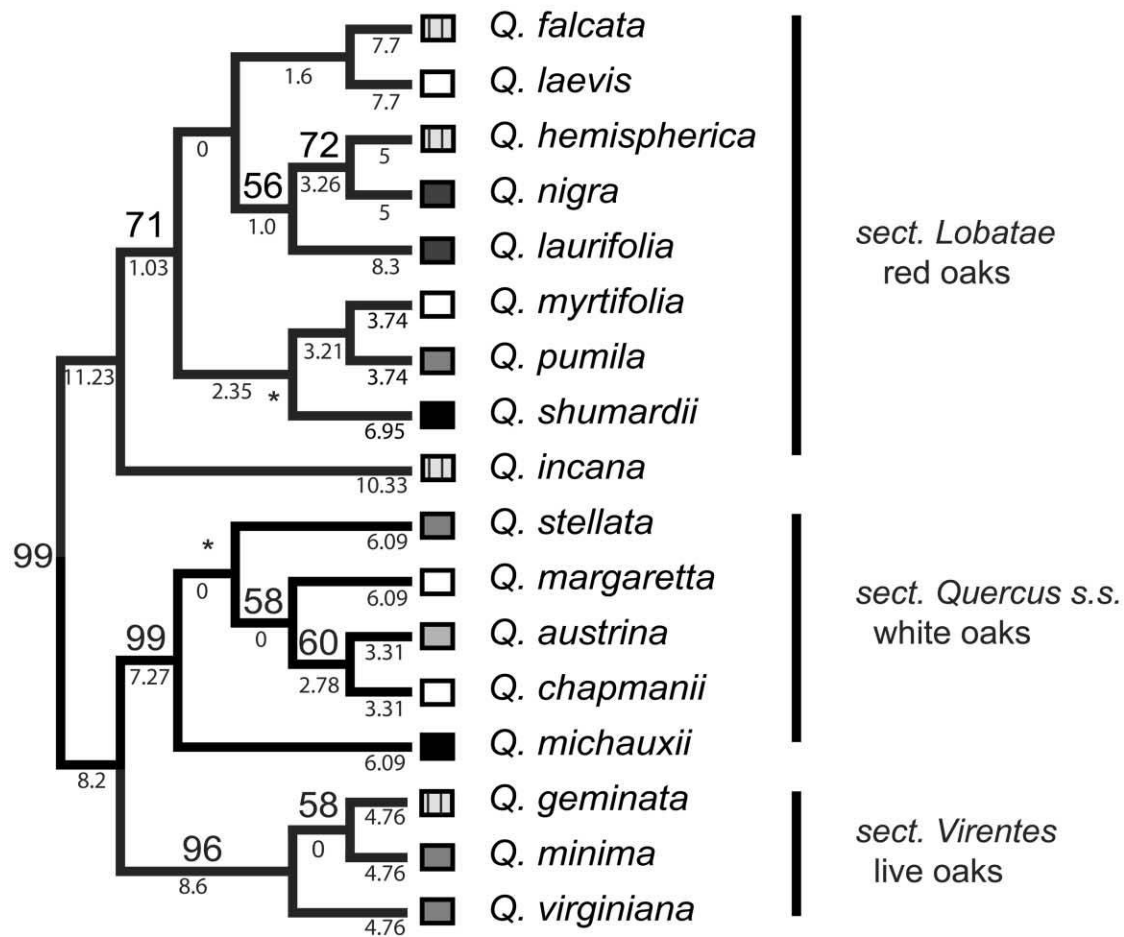 7.7 Q. falcata
1.6
7.7 Q. laevis
0
72 5 Q. hemispherica
56 3.26
1.0 5 Q. nigra
71
1.03 8.3 Q. laurifolia
sect. Lobatae
red oaks
3.74 Q. myrtifolia
3.21
11.23 2.35 * 3.74 Q. pumila
6.95 Q. shumardii
10.33 Q. incana
99
* 6.09 Q. stellata
0
58 6.09 Q. margaretta
0
sect. Quercus s.s.
white oaks
99 60 3.31 Q. austrina
7.27 2.78
3.31 Q. chapmanii
6.09 Q. michauxii
8.2
58 4.76 Q. geminata
0
96 4.76 Q. minima
8.6
sect. Virentes
live oaks
4.76 Q. virginiana